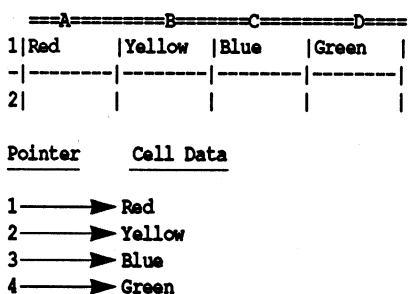 ===A=========B=======C==========D====
1|Red |Yellow |Blue |Green |
-|---------|---------|---------|---------|
2| | | | |
Pointer Cell Data
1 Red
2 Yellow
3 Blue
4 Green